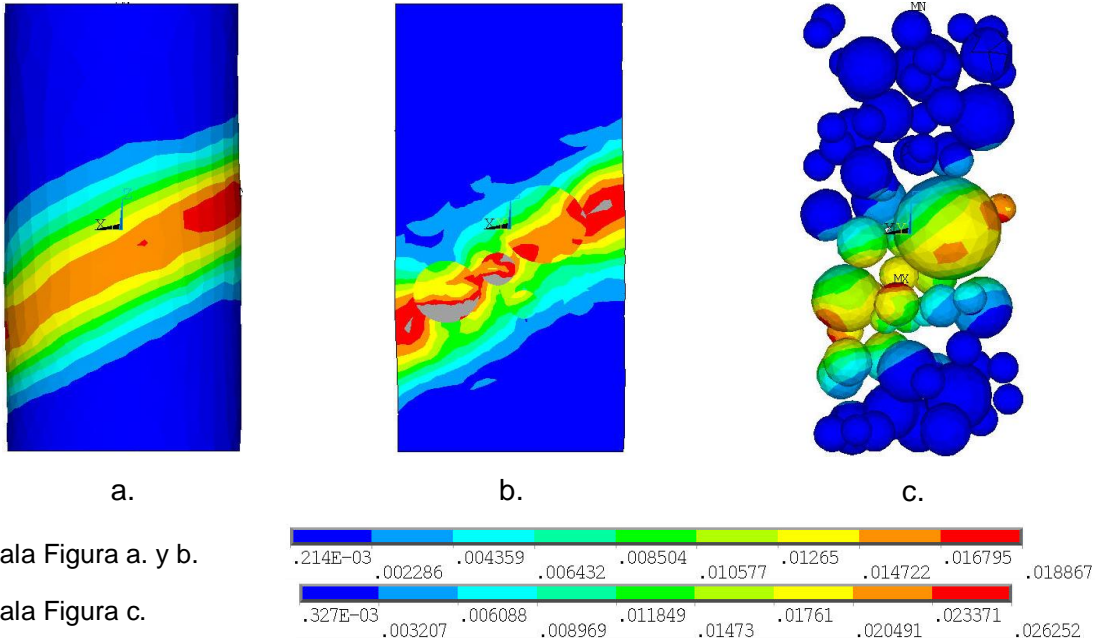 MN
X
X
MX
a.
b.
c.
ala Figura a. y b.
.214E-03 .004359 .008504 .01265 .016795
.002286 .006432 .010577 .014722 .018867
ala Figura c.
.327E-03 .006088 .011849 .01761 .023371
.003207 .008969 .01473 .020491 .026252